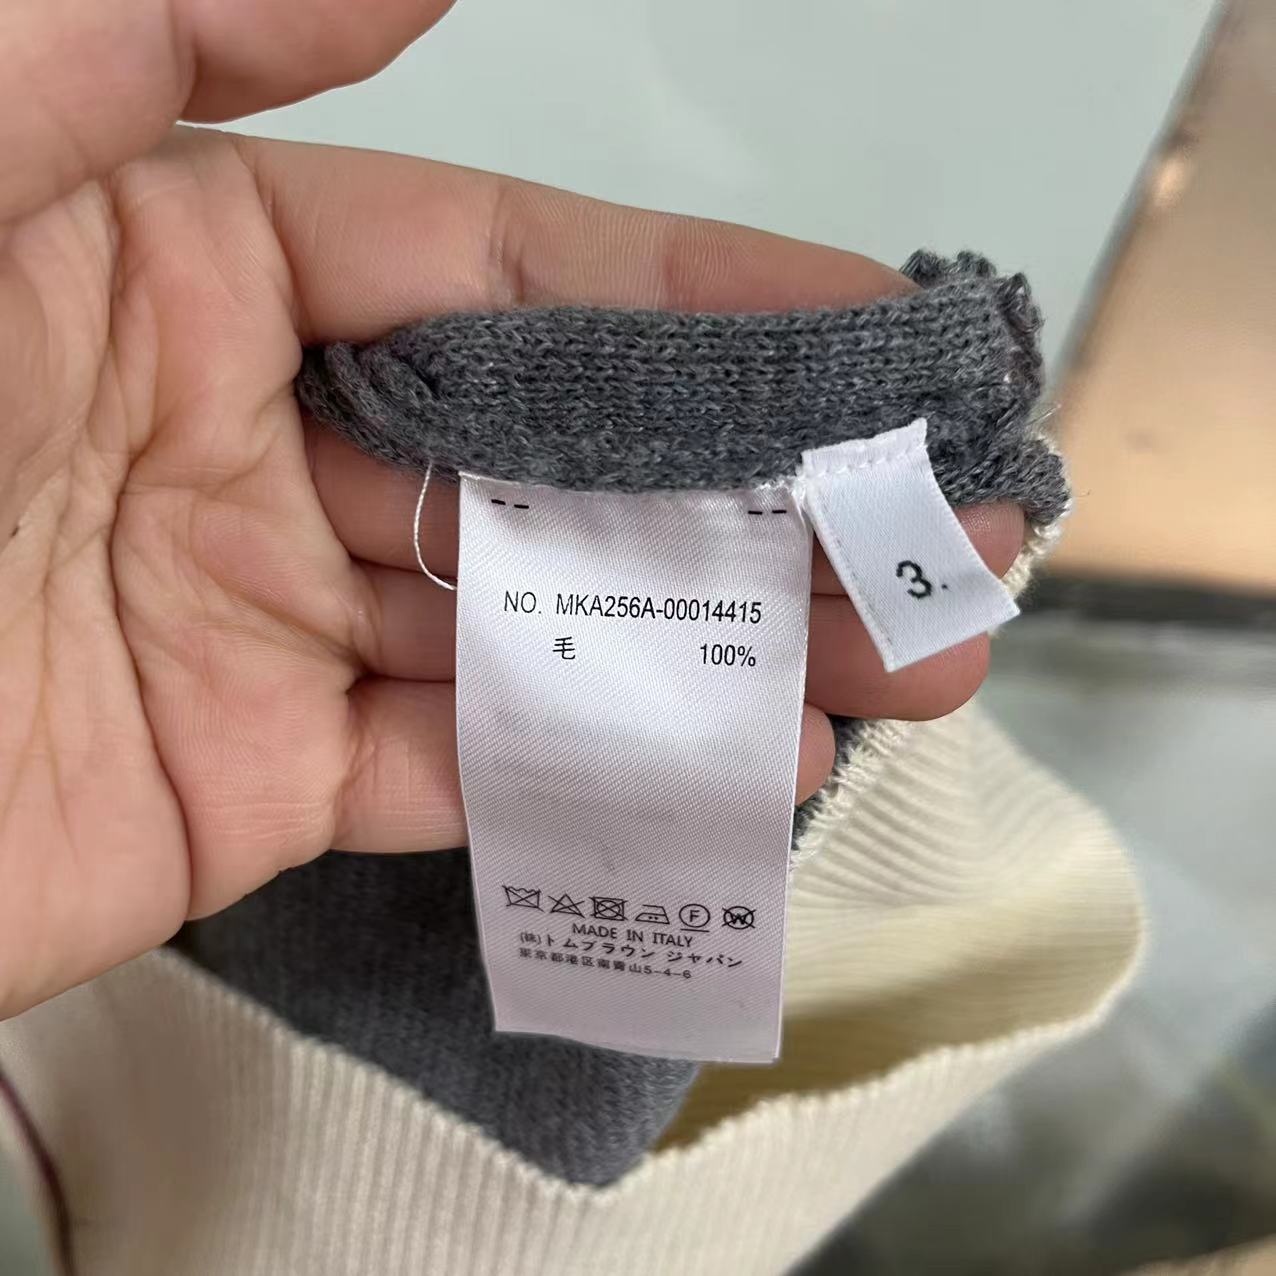 NO. MKA256A-00014415
毛 100%
3.
F
W
MADE IN ITALY
(株)トムブラウン ジャパン
東京都港区南青山5-4-6